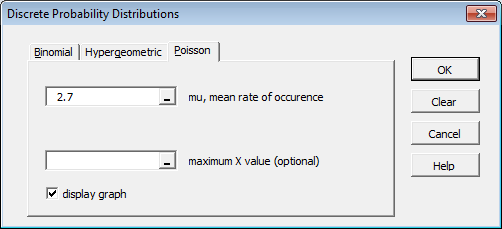 Discrete Probability Distributions
Binomial Hypergeometric Poisson
2.7 mu, mean rate of occurence
maximum X value (optional)
display graph
OK
Clear
Cancel
Help